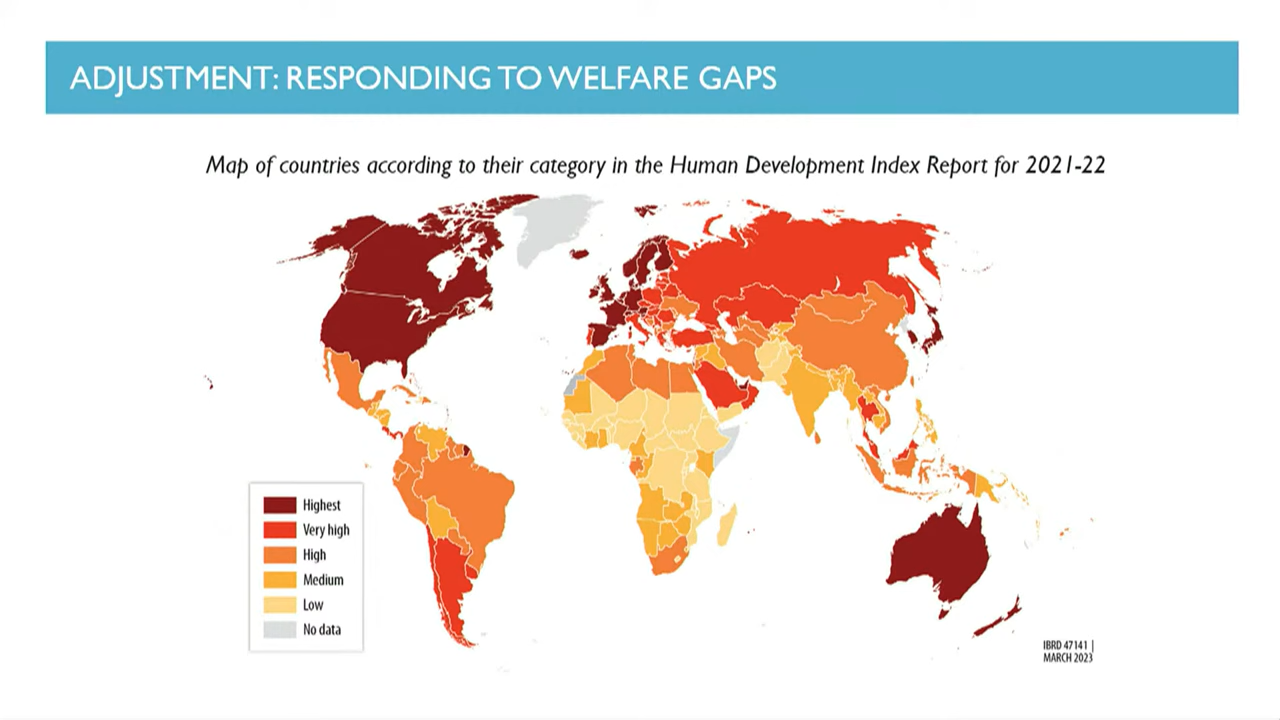 ADJUSTMENT: RESPONDING TO WELFARE GAPS
Map of countries according to their category in the Human Development Index Report for 2021-22
Highest
Very high
High
Medium
Low
No data
IBRD 47141 |
MARCH 2023